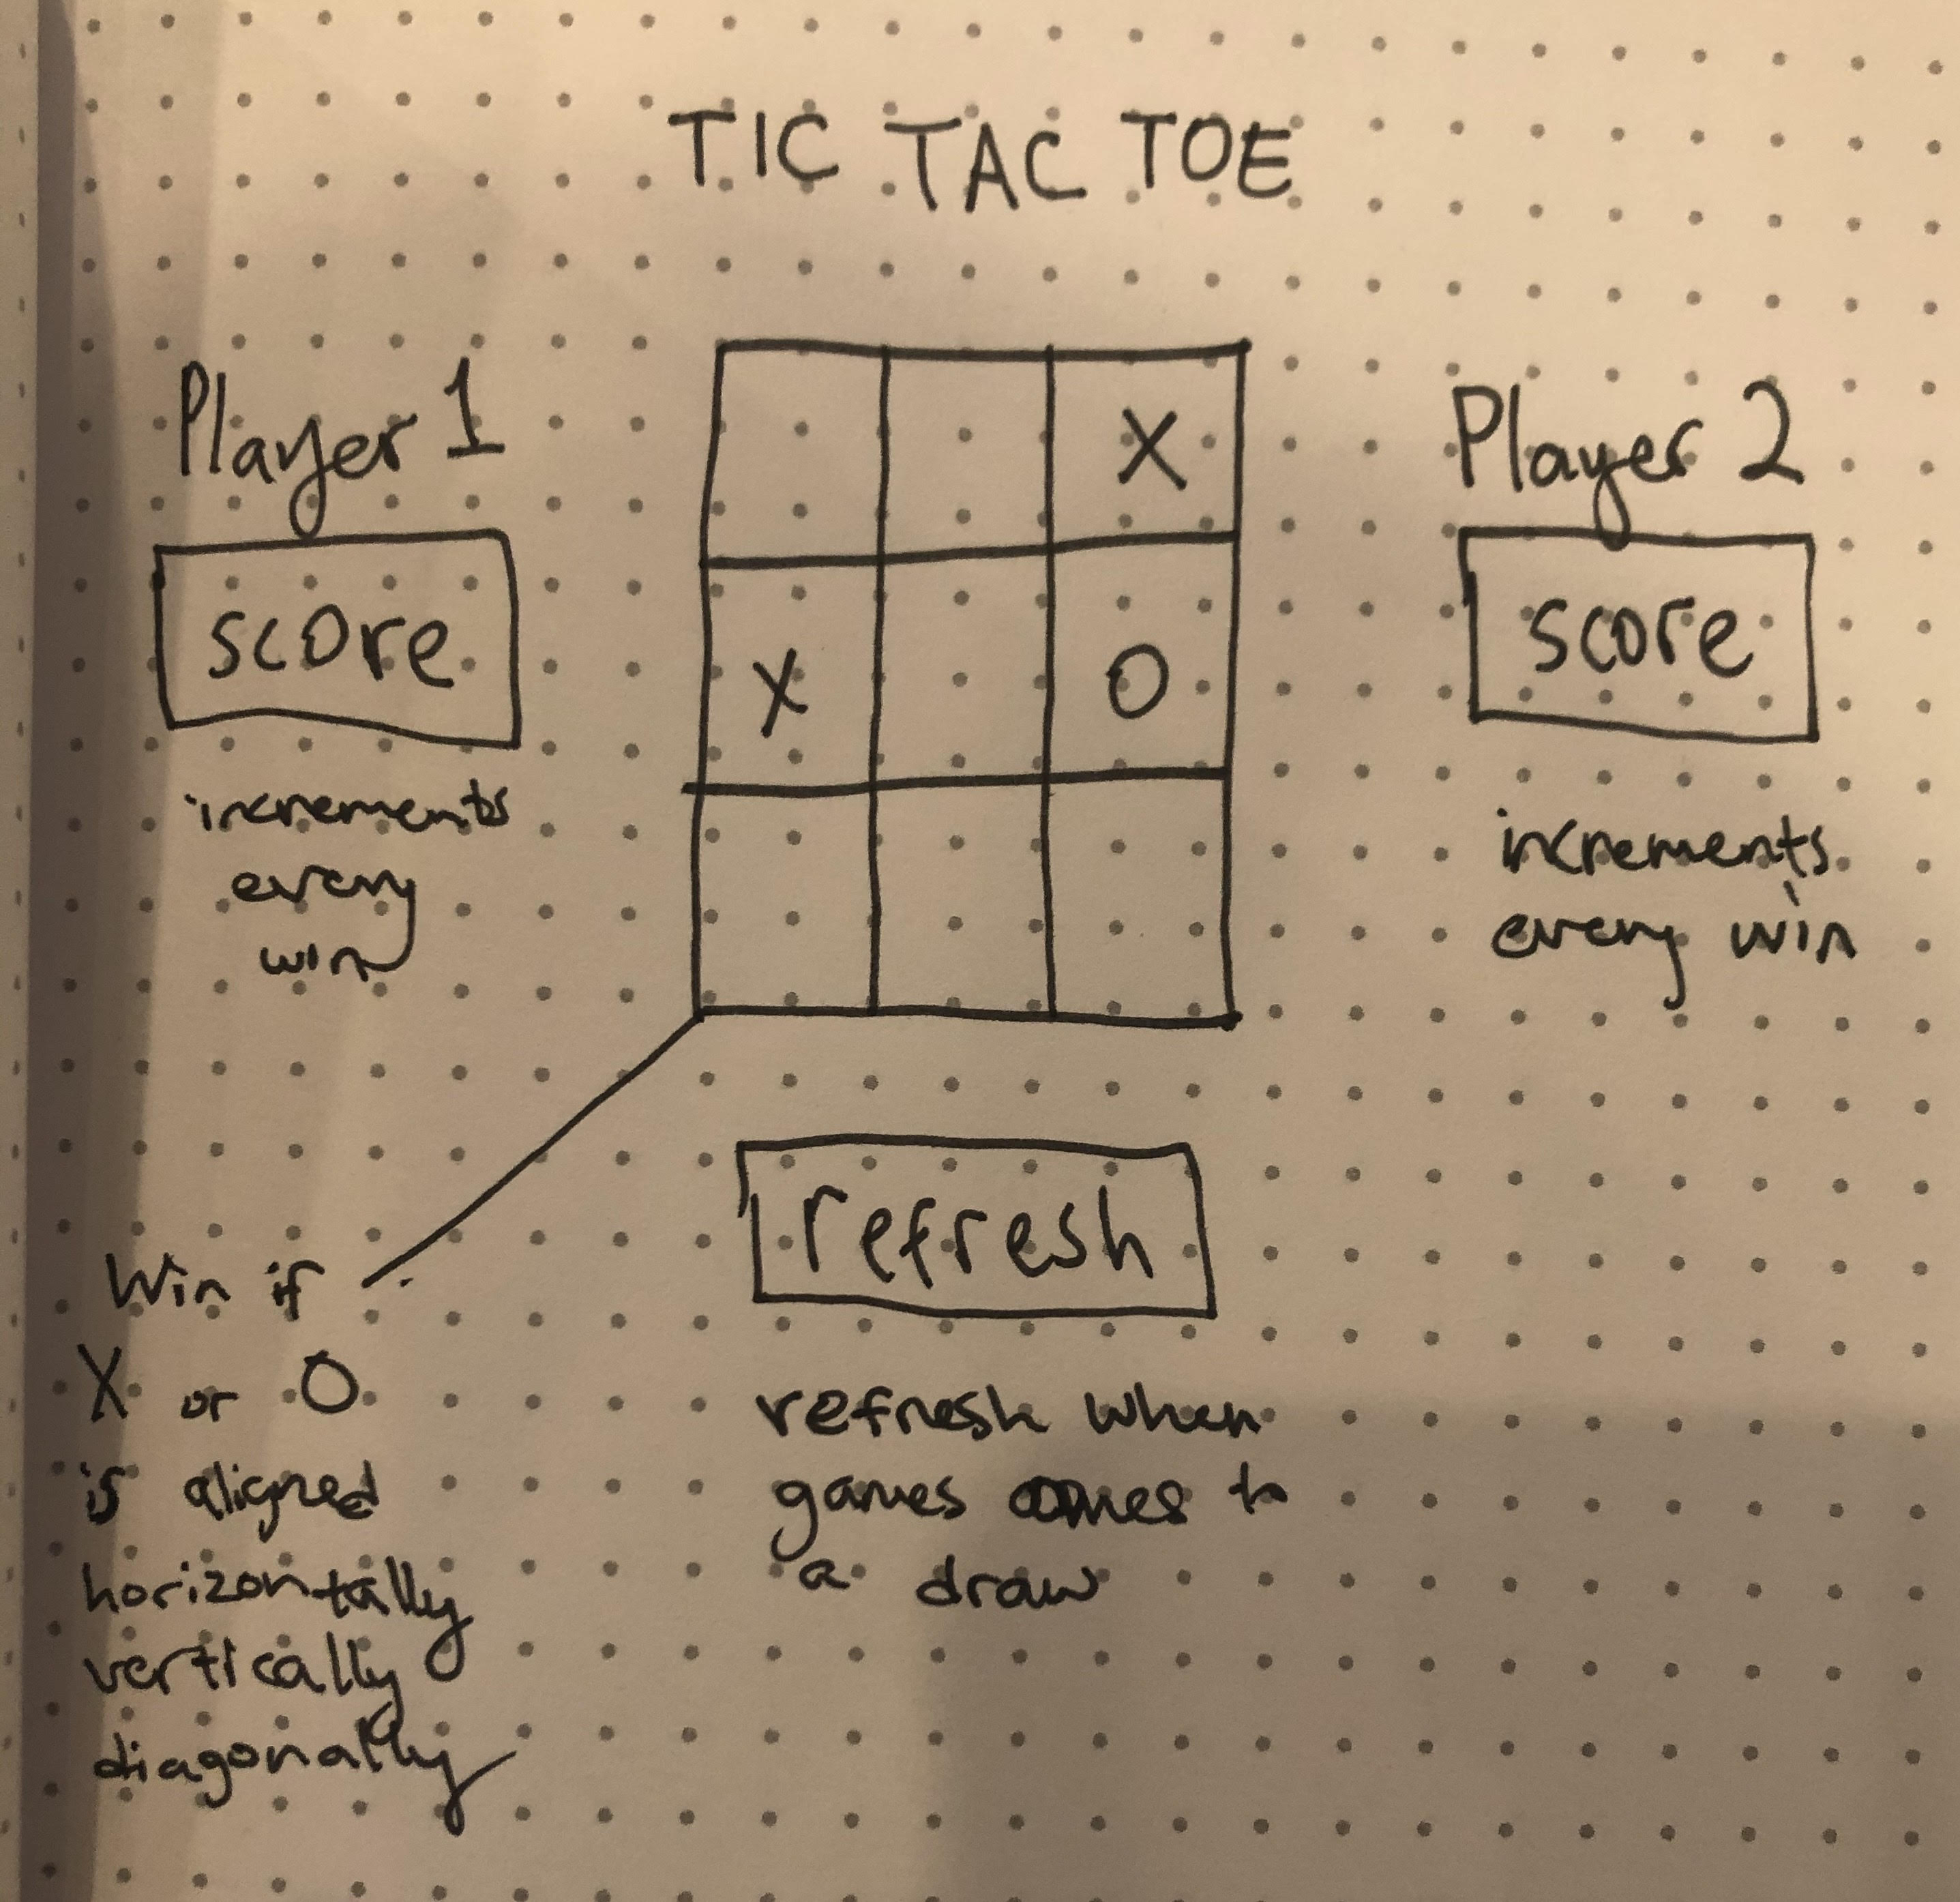 TIC TAC TOE
Player 1
score
increments
every
win
X
X
O
Player 2
score
increments
every win
refresh
refresh when
games comes to
a draw
Win if
X or O
is aligned
horizontally
vertically
diagonally